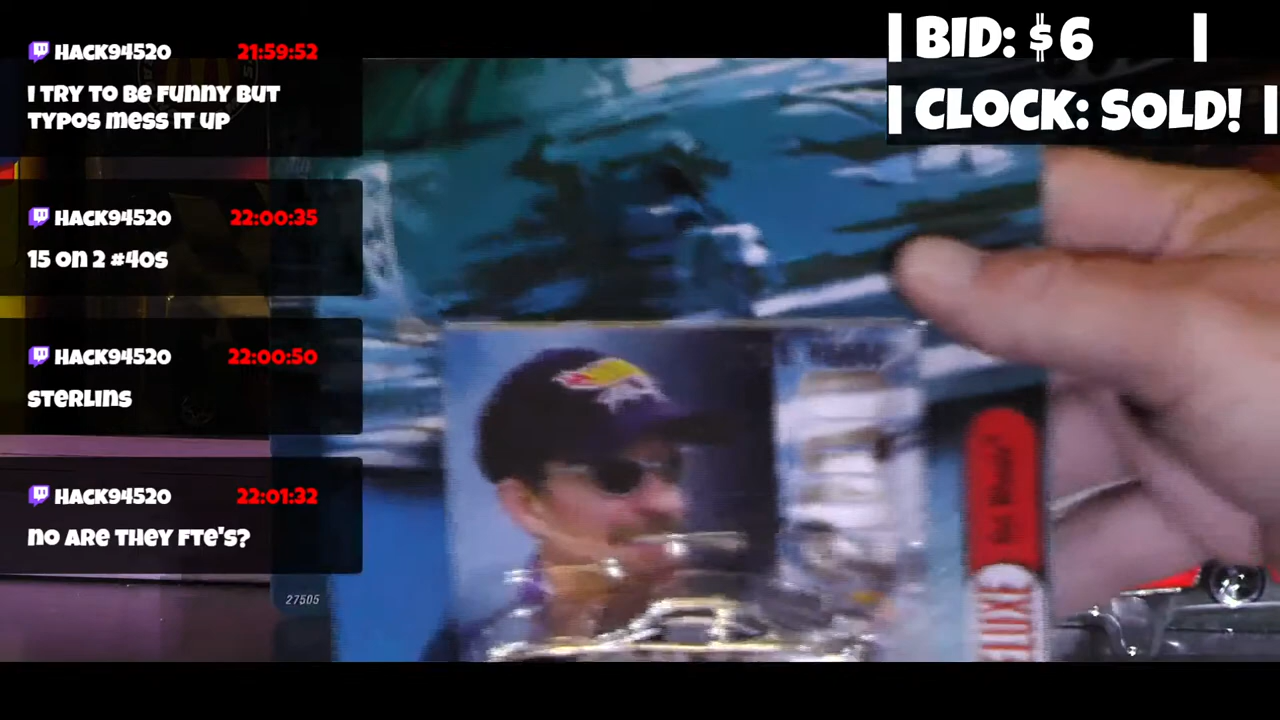 HACK94520 21:59:52
I TRY TO BE FUNNY BUT
TYPOS MESS IT UP
HACK94520 22:00:35
15 ON 2 #40S
HACK94520 22:00:50
STERLINS
HACK94520 22:01:32
NO ARE THEY FTE'S?
| BID: $6 |
| CLOCK: SOLD! |
27505
Hot Wheels